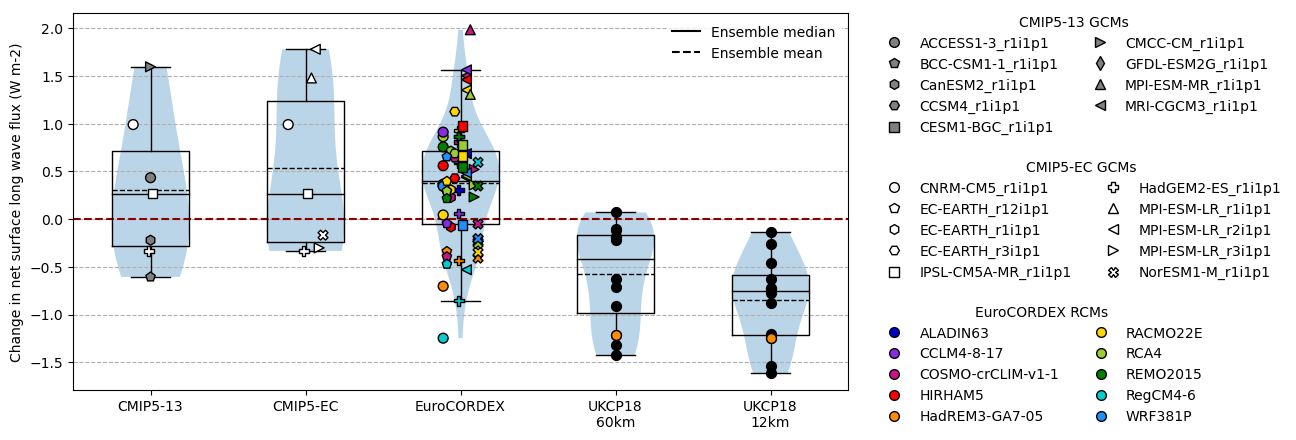 Change in net surface long wave flux (W m-2)
2.0
1.5
1.0
0.5
0.0
−0.5
−1.0
−1.5
Ensemble median
Ensemble mean
CMIP5-13
CMIP5-EC
EuroCORDEX
UKCP18
60km
UKCP18
12km
CMIP5-13 GCMs
ACCESS1-3_r1i1p1
BCC-CSM1-1_r1i1p1
CanESM2_r1i1p1
CCSM4_r1i1p1
CESM1-BGC_r1i1p1
CMCC-CM_r1i1p1
GFDL-ESM2G_r1i1p1
MPI-ESM-MR_r1i1p1
MRI-CGCM3_r1i1p1
CMIP5-EC GCMs
CNRM-CM5_r1i1p1
EC-EARTH_r12i1p1
EC-EARTH_r1i1p1
EC-EARTH_r3i1p1
IPSL-CM5A-MR_r1i1p1
HadGEM2-ES_r1i1p1
MPI-ESM-LR_r1i1p1
MPI-ESM-LR_r2i1p1
MPI-ESM-LR_r3i1p1
NorESM1-M_r1i1p1
EuroCORDEX RCMs
ALADIN63
CCLM4-8-17
COSMO-crCLIM-v1-1
HIRHAM5
HadREM3-GA7-05
RACMO22E
RCA4
REMO2015
RegCM4-6
WRF381P